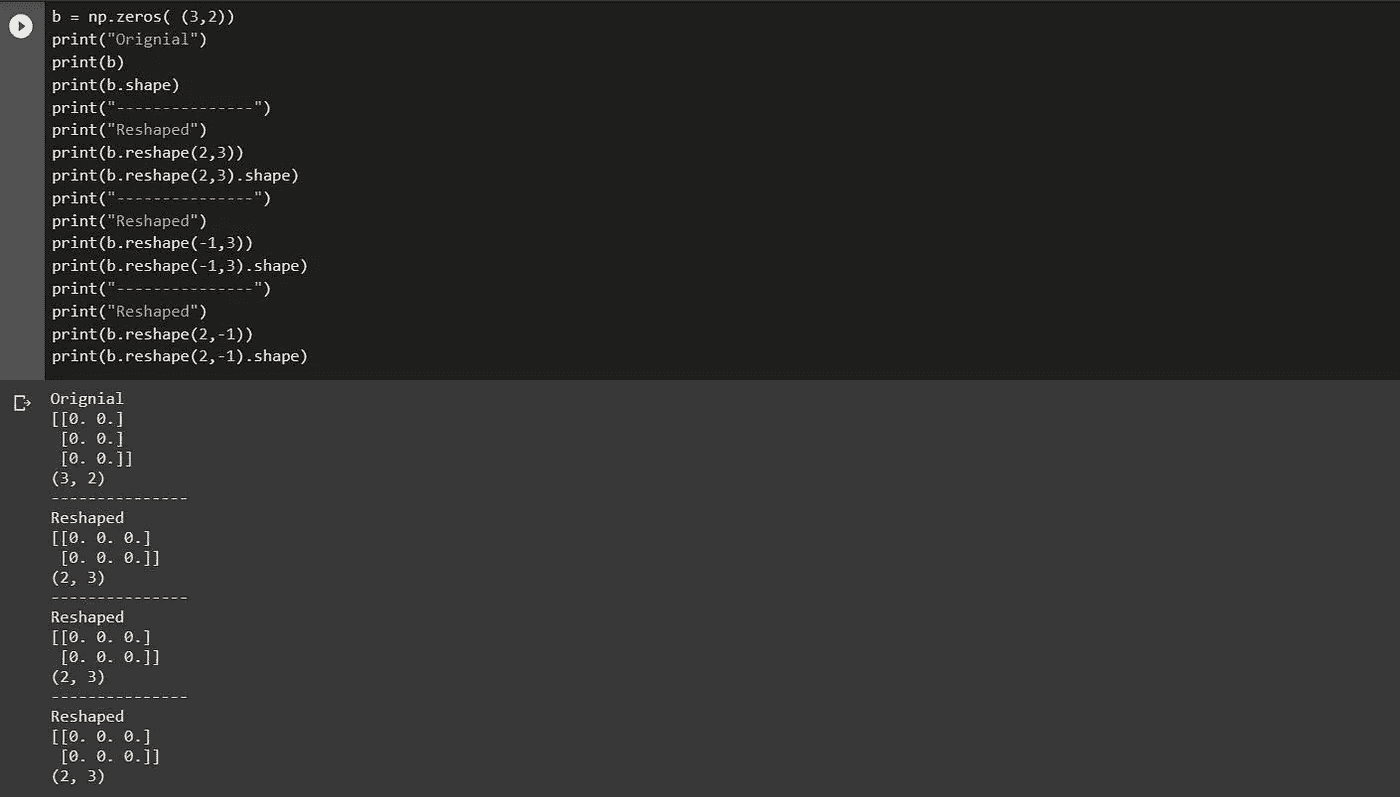 b = np.zeros( (3,2))
print("Orignial")
print(b)
print(b.shape)
print("---------------")
print("Reshaped")
print(b.reshape(2,3))
print(b.reshape(2,3).shape)
print("---------------")
print("Reshaped")
print(b.reshape(-1,3))
print(b.reshape(-1,3).shape)
print("---------------")
print("Reshaped")
print(b.reshape(2,-1))
print(b.reshape(2,-1).shape)
Orignial
[[0. 0.]
 [0. 0.]
 [0. 0.]]
(3, 2)
---------------
Reshaped
[[0. 0. 0.]
 [0. 0. 0.]]
(2, 3)
---------------
Reshaped
[[0. 0. 0.]
 [0. 0. 0.]]
(2, 3)
---------------
Reshaped
[[0. 0. 0.]
 [0. 0. 0.]]
(2, 3)